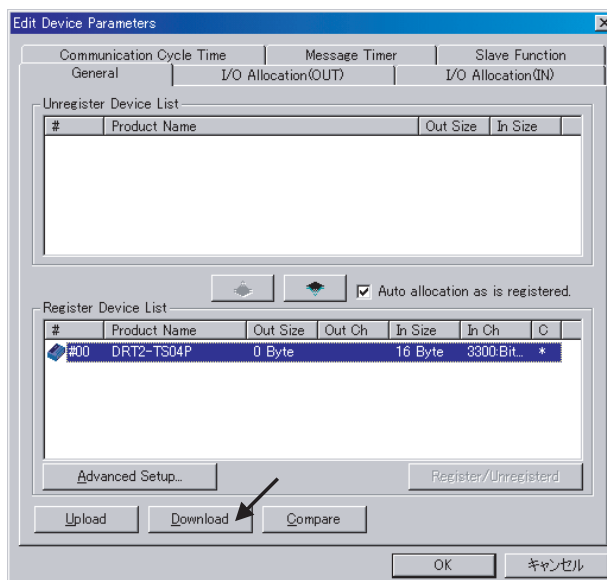 Edit Device Parameters
Communication Cycle Time Message Timer Slave Function
General I/O Allocation(OUT) I/O Allocation(IN)
Unregister Device List
# Product Name Out Size In Size
Auto allocation as is registered.
Register Device List
# Product Name Out Size Out Ch In Size In Ch C
#00 DRT2-TS04P 0 Byte 16 Byte 3300:Bit... *
Advanced Setup... Register/Unregisterd
Upload Download Compare
OK キャンセル